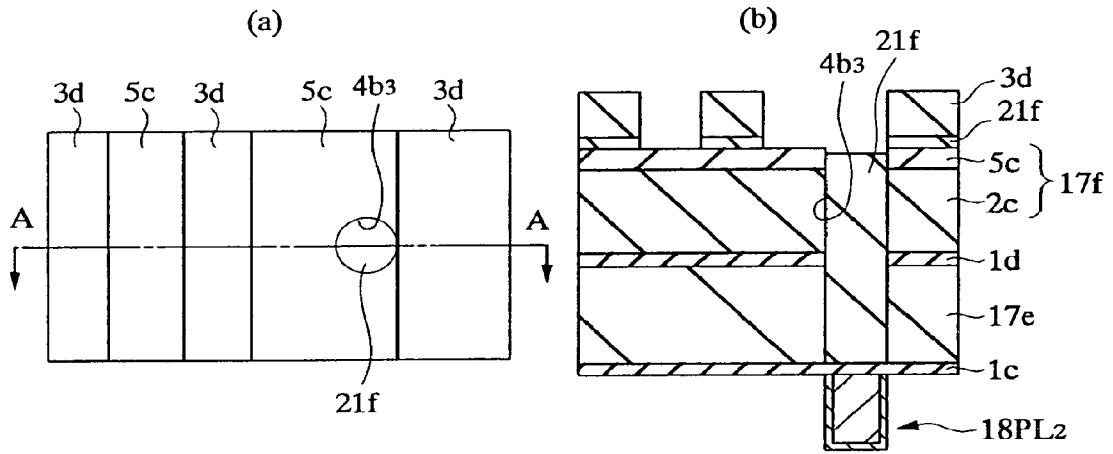 (a)
3d 5c 3d 5c 4b3 3d
A A
21f
(b)
4b3 21f 3d
21f
5c
2c
17f
1d
17e
1c
18PL2